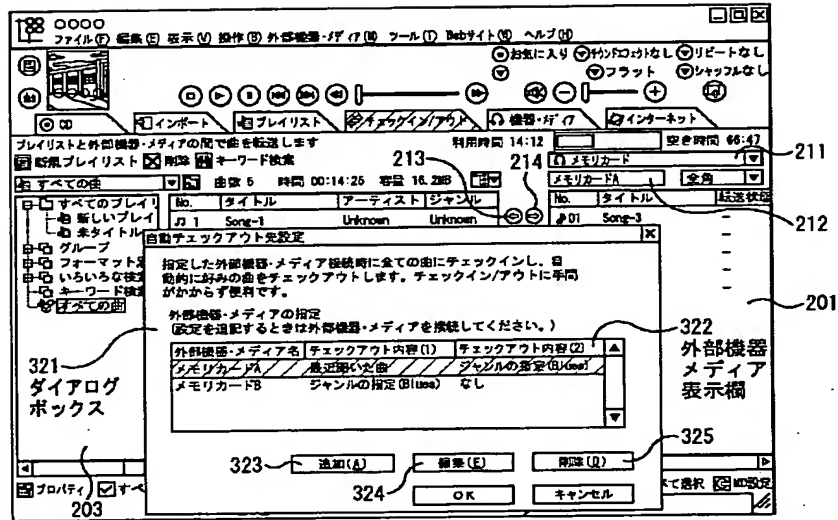 OOOO
ファイル(F) 編集(E) 表示(V) 操作(B) 外部機器・メディア(M) ツール(T) Webサイト(W) ヘルプ(H)
お気に入り サウンドエフェクトなし リピートなし
フラット シャッフルなし
CD インポート プレイリスト チェックイン/アウト 機器・メディア インターネット
プレイリストと外部機器・メディアの間で曲を転送します 利用時間 14:12 空き時間 66:47
新規プレイリスト 削除 キーワード検索 213 214 メモリカード 211
すべての曲 曲数 5 時間 00:14:25 容量 16.2MB メモリカードA 全角 212
すべてのプレイリ No. タイトル アーティスト ジャンル No. タイトル 転送状態
新しいプレイ 1 Song-1 Unknown Unknown 01 Song-3
未タイトル
グループ
フォーマット別
いろいろな検索
キーワード検索
すべての曲
自動チェックアウト先設定
指定した外部機器・メディア接続時に全ての曲にチェックインし、自
動的に好みの曲をチェックアウトします。チェックイン/アウトに手間
がかからず便利です。
外部機器・メディアの指定
(設定を追記するときは外部機器・メディアを接続してください。)
外部機器・メディア名 チェックアウト内容(1) チェックアウト内容(2)
メモリカードA 最近聞いた曲 ジャンルの指定(Blues)
メモリカードB ジャンルの指定(Blues) なし
201
321
ダイアログ
ボックス
322
外部機器
メディア
表示欄
323 追加(A) 編集(E) 削除(D) 325
324 OK キャンセル
プロパティ すべ
203
て選択 MD設定